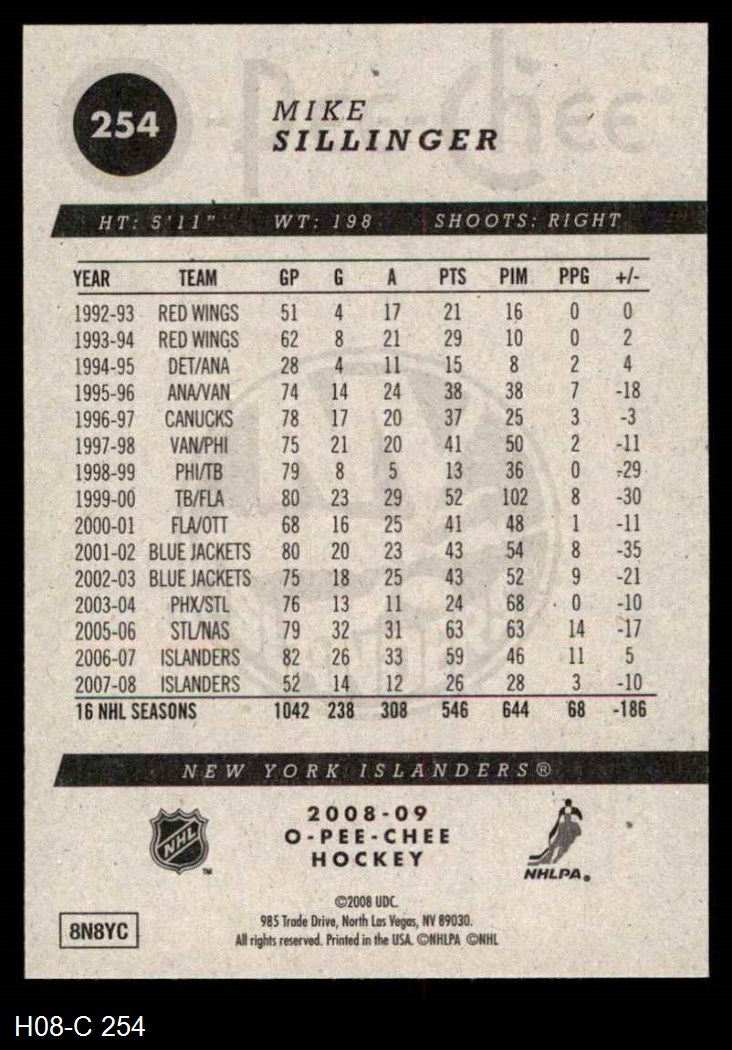 254
MIKE
SILLINGER
HT: 5'11" WT: 198 SHOOTS: RIGHT
YEAR TEAM GP G A PTS PIM PPG +/-
1992-93 RED WINGS 51 4 17 21 16 0 0
1993-94 RED WINGS 62 8 21 29 10 0 2
1994-95 DET/ANA 28 4 11 15 8 2 4
1995-96 ANA/VAN 74 14 24 38 38 7 -18
1996-97 CANUCKS 78 17 20 37 25 3 -3
1997-98 VAN/PHI 75 21 20 41 50 2 -11
1998-99 PHI/TB 79 8 5 13 36 0 -29
1999-00 TB/FLA 80 23 29 52 102 8 -30
2000-01 FLA/OTT 68 16 25 41 48 1 -11
2001-02 BLUE JACKETS 80 20 23 43 54 8 -35
2002-03 BLUE JACKETS 75 18 25 43 52 9 -21
2003-04 PHX/STL 76 13 11 24 68 0 -10
2005-06 STL/NAS 79 32 31 63 63 14 -17
2006-07 ISLANDERS 82 26 33 59 46 11 5
2007-08 ISLANDERS 52 14 12 26 28 3 -10
16 NHL SEASONS 1042 238 308 546 644 68 -186
NEW YORK ISLANDERS®
NHL TM
2008-09
O-PEE-CHEE
HOCKEY
NHLPA®
©2008 UDC.
985 Trade Drive, North Las Vegas, NV 89030.
All rights reserved. Printed in the USA. ©NHLPA ©NHL
8N8YC
H08-C 254